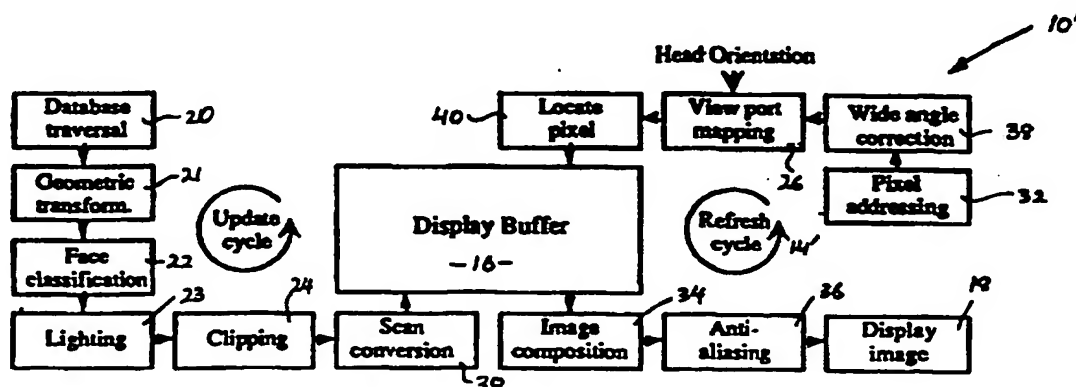 10'
Head Orientation
Database
traversal
20
40
Locate
pixel
View port
mapping
26
Wide angle
correction
38
Geometric
transform.
21
Pixel
addressing
32
Update
cycle
Display Buffer
-16-
Refresh
cycle
14'
Face
classification
22
23
24
34
36
18
Lighting
Clipping
Scan
conversion
30
Image
composition
Anti-
aliasing
Display
image